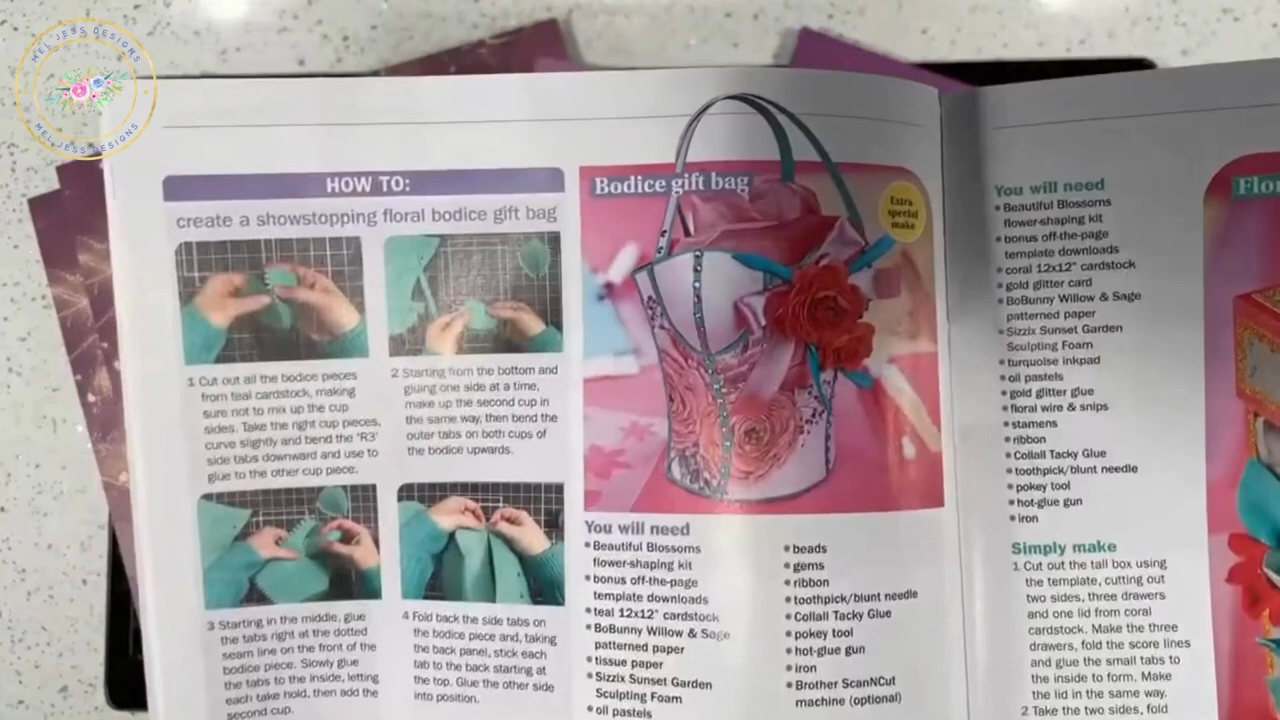 MEL JESS DESIGNS
MEL JESS DESIGNS
HOW TO:
create a showstopping floral bodice gift bag
1 Cut out all the bodice pieces
from teal cardstock, making
sure not to mix up the cup
sides. Take the right cup pieces,
curve slightly and bend the 'R3'
side tabs downward and use to
glue to the other cup piece.
2 Starting from the bottom and
gluing one side at a time,
make up the second cup in
the same way, then bend the
outer tabs on both cups of
the bodice upwards.
3 Starting in the middle, glue
the tabs right at the dotted
seam line on the front of the
bodice piece. Slowly glue
the tabs to the inside, letting
each take hold, then add the
second cup.
4 Fold back the side tabs on
the bodice piece and, taking
the back panel, stick each
tab to the back starting at
the top. Glue the other side
into position.
Bodice gift bag
Extra-
special
make
You will need
• Beautiful Blossoms
flower-shaping kit
• bonus off-the-page
template downloads
• teal 12x12" cardstock
• BoBunny Willow & Sage
patterned paper
• tissue paper
• Sizzix Sunset Garden
Sculpting Foam
• oil pastels
• beads
• gems
• ribbon
• toothpick/blunt needle
• Collall Tacky Glue
• pokey tool
• hot-glue gun
• iron
• Brother ScanNCut
machine (optional)
You will need
• Beautiful Blossoms
flower-shaping kit
• bonus off-the-page
template downloads
• coral 12x12" cardstock
• gold glitter card
• BoBunny Willow & Sage
patterned paper
• Sizzix Sunset Garden
Sculpting Foam
• turquoise inkpad
• oil pastels
• gold glitter glue
• floral wire & snips
• stamens
• ribbon
• Collall Tacky Glue
• toothpick/blunt needle
• pokey tool
• hot-glue gun
• iron
Simply make
1 Cut out the tall box using
the template, cutting out
two sides, three drawers
and one lid from coral
cardstock. Make the three
drawers, fold the score lines
and glue the small tabs to
the inside to form. Make
the lid in the same way.
2 Take the two sides, fold